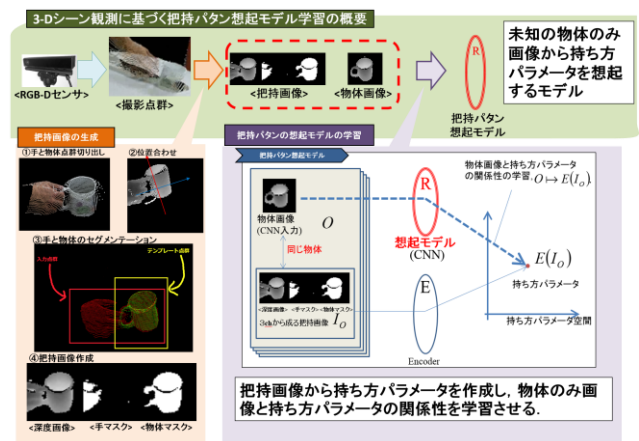 3-Dシーン観測に基づく把持パタン想起モデル学習の概要
<RGB-Dセンサ>
<撮影点群>
<把持画像>
<物体画像>
R
把持パタン
想起モデル
未知の物体のみ
画像から持ち方
パラメータを想起
するモデル
把持画像の生成
①手と物体点群切り出し
②位置合わせ
③手と物体のセグメンテーション
入力点群
テンプレート点群
④把持画像作成
<深度画像>
<手マスク>
<物体マスク>
把持パタンの想起モデルの学習
把持パタン想起モデル
物体画像
(CNN入力)
O
同じ物体
<深度画像>
<手マスク>
<物体マスク>
3chから成る把持画像
I_O
R
想起モデル
(CNN)
E
Encoder
物体画像と持ち方パラメータ
の関係性の学習. O ↦ E(I_O).
E(I_O)
持ち方パラメータ
持ち方パラメータ空間
把持画像から持ち方パラメータを作成し，物体のみ画
像と持ち方パラメータの関係性を学習させる.